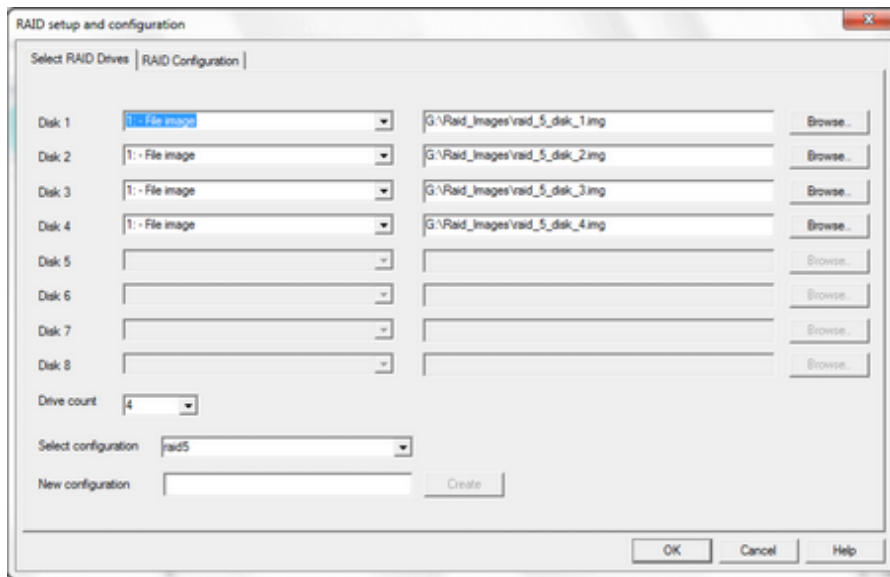 RAID setup and configuration
Select RAID Drives RAID Configuration
Disk 1 1: - File image G:\Raid_Images\raid_5_disk_1.img Browse..
Disk 2 1: - File image G:\Raid_Images\raid_5_disk_2.img Browse..
Disk 3 1: - File image G:\Raid_Images\raid_5_disk_3.img Browse..
Disk 4 1: - File image G:\Raid_Images\raid_5_disk_4.img Browse..
Disk 5 Browse..
Disk 6 Browse..
Disk 7 Browse..
Disk 8 Browse..
Drive count 4
Select configuration raid5
New configuration Create
OK Cancel Help